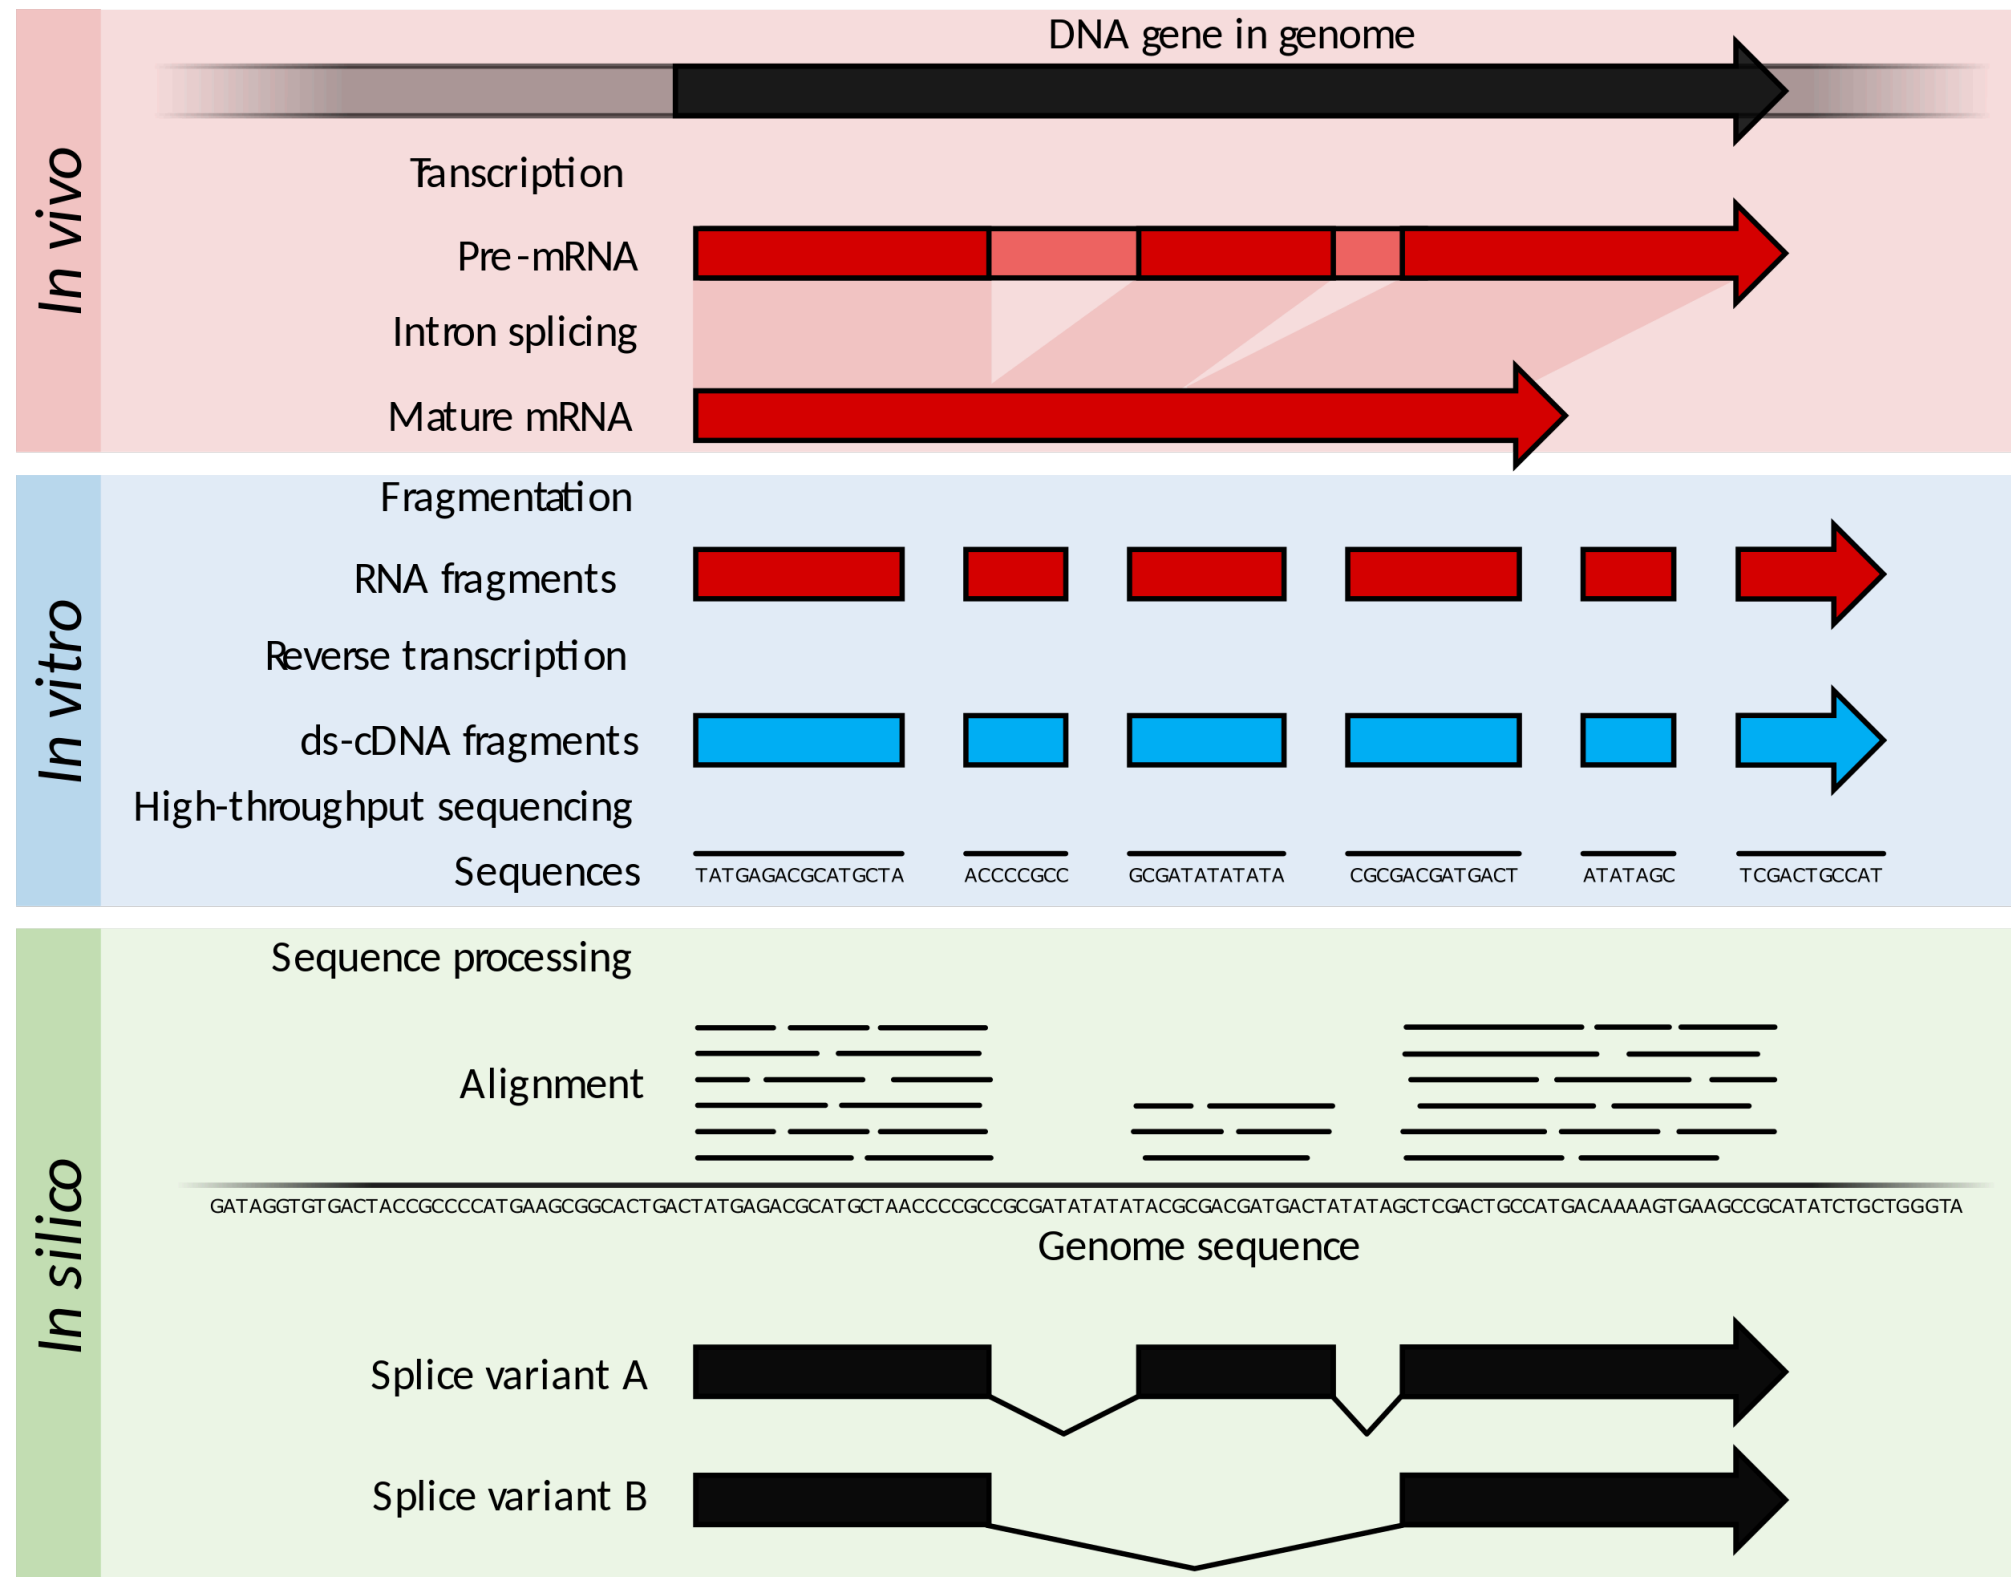 In vivo
DNA gene in genome
Transcription
Pre-mRNA
Intron splicing
Mature mRNA
In vitro
Fragmentation
RNA fragments
Reverse transcription
ds-cDNA fragments
High-throughput sequencing
Sequences TATGAGACGCATGCTA ACCCCGCC GCGATATATATA CGCGACGATGACT ATATAGC TCGACTGCCAT
In silico
Sequence processing
Alignment
GATAGGTGTGACTACCGCCCCATGAAGCGGCACTGACTATGAGACGCATGCTAACCCCGCCGCGATATATATACGCGACGATGACTATATAGCTCGACTGCCATGACAAAAGTGAAGCCGCATATCTGCTGGGTA
Genome sequence
Splice variant A
Splice variant B